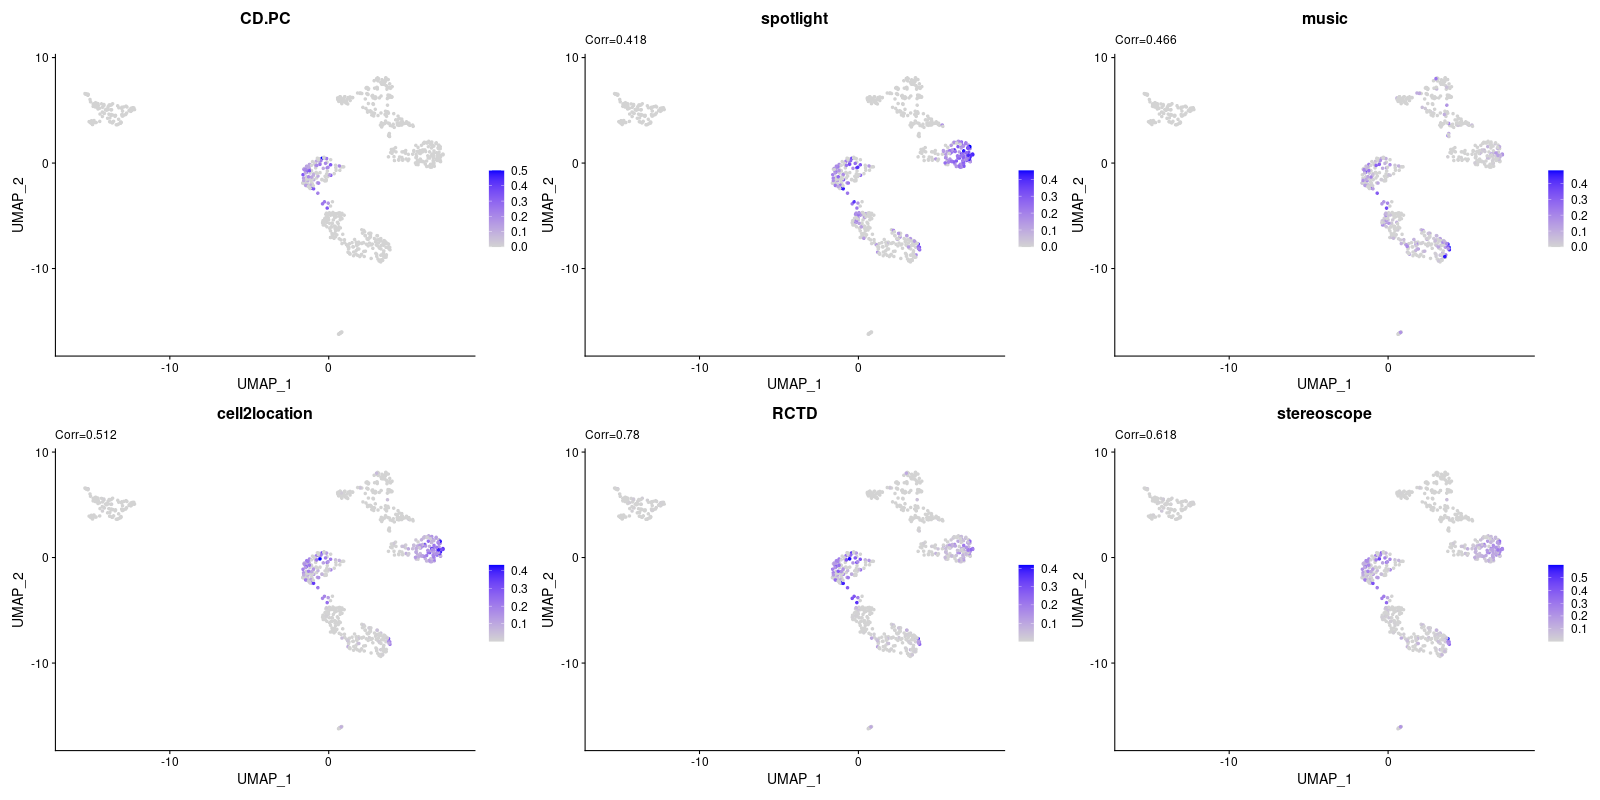 CD.PC
10
0
-10
UMAP_2
-10
0
UMAP_1
0.5
0.4
0.3
0.2
0.1
0.0
spotlight
Corr=0.418
10
0
-10
UMAP_2
-10
0
UMAP_1
0.4
0.3
0.2
0.1
0.0
music
Corr=0.466
10
0
-10
UMAP_2
-10
0
UMAP_1
0.4
0.3
0.2
0.1
0.0
cell2location
Corr=0.512
10
0
-10
UMAP_2
-10
0
UMAP_1
0.4
0.3
0.2
0.1
RCTD
Corr=0.78
10
0
-10
UMAP_2
-10
0
UMAP_1
0.4
0.3
0.2
0.1
stereoscope
Corr=0.618
10
0
-10
UMAP_2
-10
0
UMAP_1
0.5
0.4
0.3
0.2
0.1